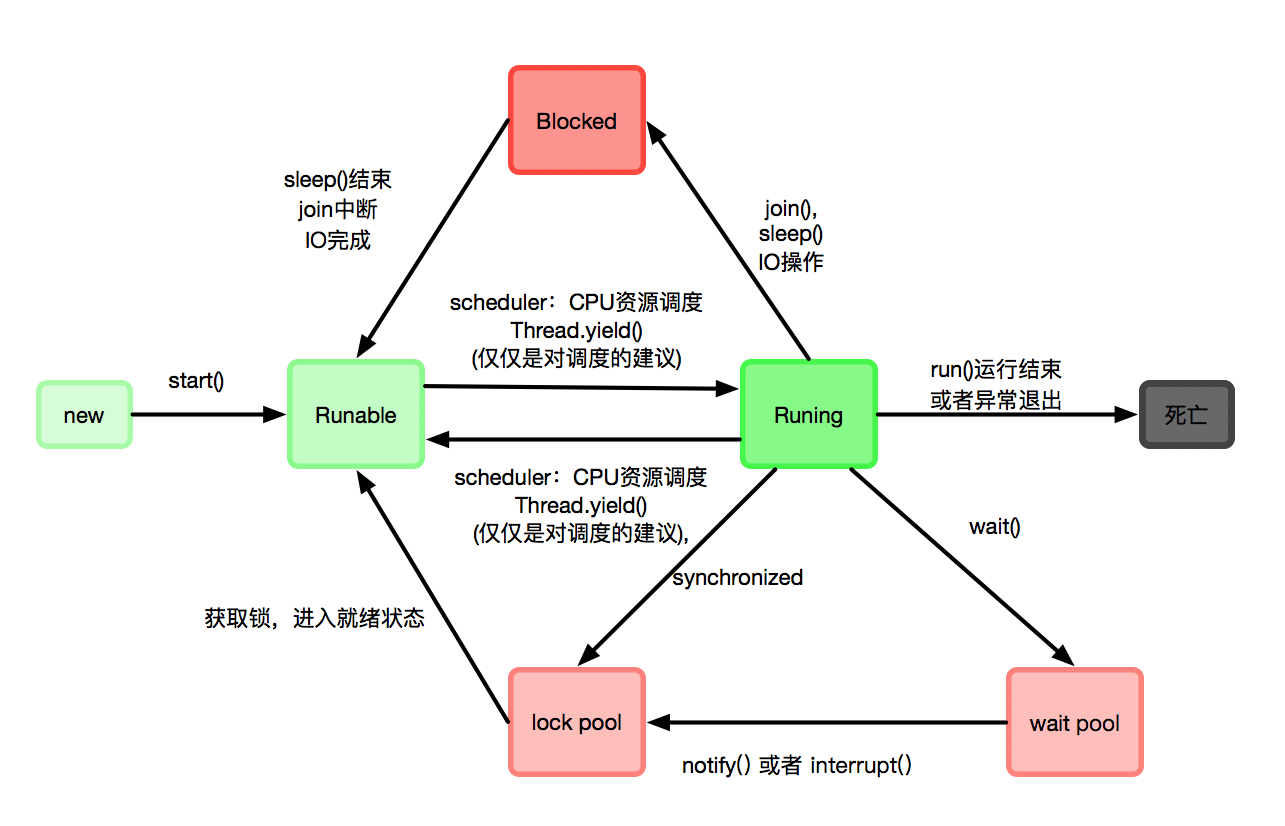 Blocked
sleep()结束
join中断
IO完成
join(),
sleep()
IO操作
scheduler：CPU资源调度
Thread.yield()
(仅仅是对调度的建议)
new
start()
Runable
Runing
run()运行结束
或者异常退出
死亡
scheduler：CPU资源调度
Thread.yield()
(仅仅是对调度的建议),
wait()
synchronized
获取锁，进入就绪状态
lock pool
wait pool
notify() 或者 interrupt()